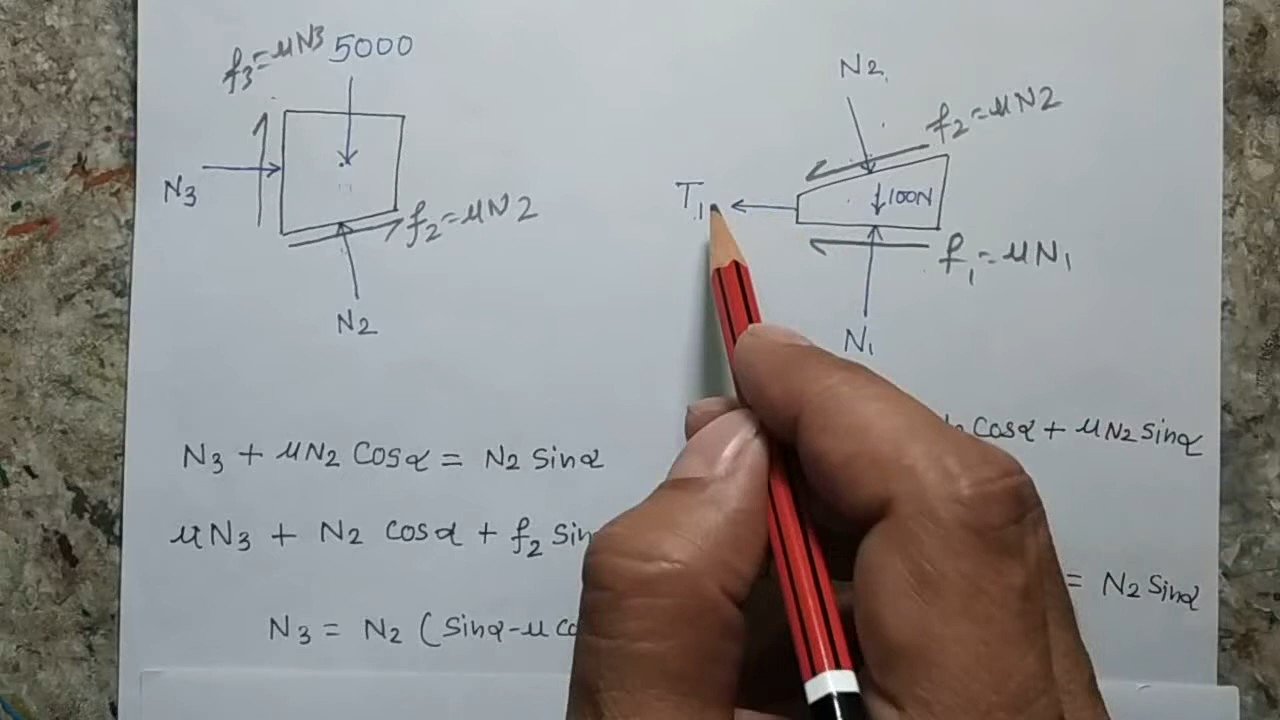 f3=μN3
5000
N3
f2=μN2
N2
N2
f2=μN2
T1
100N
f1=μN1
N1
N3 + μN2 Cosα = N2 Sinα
μN3 + N2 Cosα + f2 Sin
N3 = N2 (Sinα-μ
Cosα + μN2 Sinα
= N2 Sinα